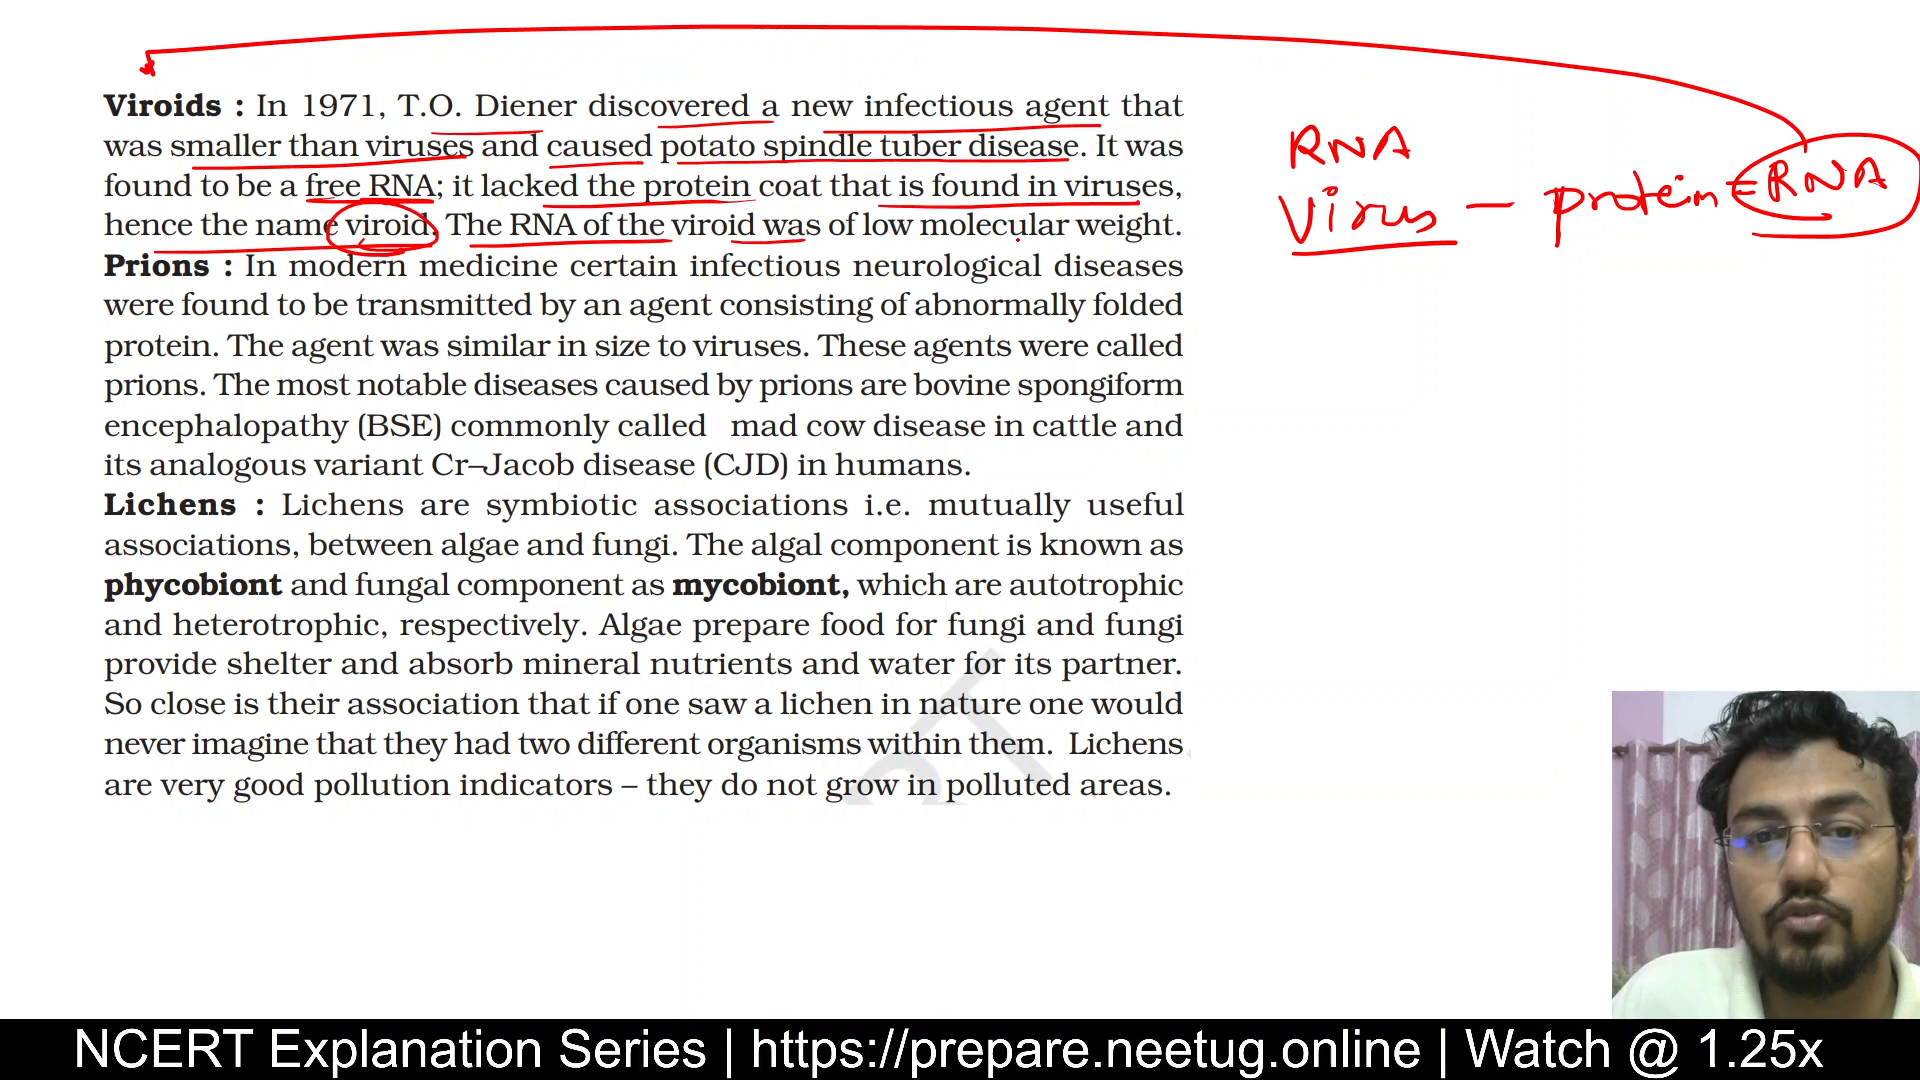 Viroids : In 1971, T.O. Diener discovered a new infectious agent that
was smaller than viruses and caused potato spindle tuber disease. It was
found to be a free RNA; it lacked the protein coat that is found in viruses,
hence the name viroid. The RNA of the viroid was of low molecular weight.
Prions : In modern medicine certain infectious neurological diseases
were found to be transmitted by an agent consisting of abnormally folded
protein. The agent was similar in size to viruses. These agents were called
prions. The most notable diseases caused by prions are bovine spongiform
encephalopathy (BSE) commonly called mad cow disease in cattle and
its analogous variant Cr–Jacob disease (CJD) in humans.
Lichens : Lichens are symbiotic associations i.e. mutually useful
associations, between algae and fungi. The algal component is known as
phycobiont and fungal component as mycobiont, which are autotrophic
and heterotrophic, respectively. Algae prepare food for fungi and fungi
provide shelter and absorb mineral nutrients and water for its partner.
So close is their association that if one saw a lichen in nature one would
never imagine that they had two different organisms within them. Lichens
are very good pollution indicators – they do not grow in polluted areas.
RNA
Virus – protein RNA
NCERT Explanation Series | https://prepare.neetug.online | Watch @ 1.25x